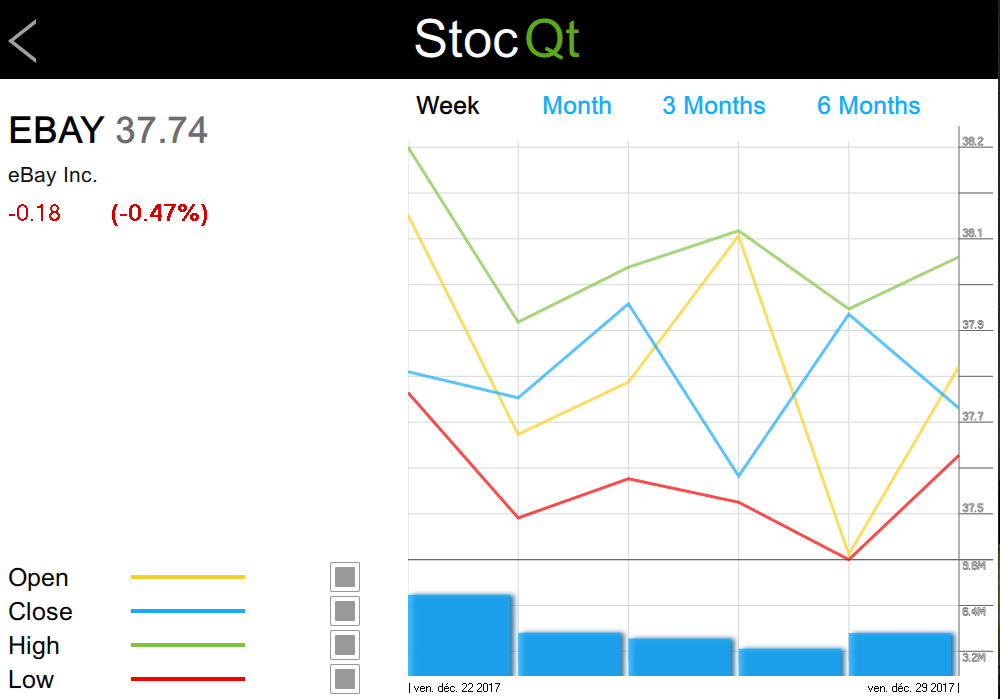 StocQt
EBAY 37.74
eBay Inc.
-0.18 (-0.47%)
Open
Close
High
Low
Week Month 3 Months 6 Months
38.2
38.1
37.9
37.7
37.5
9.6M
6.4M
3.2M
| ven. déc. 22 2017 ven. déc. 29 2017 |